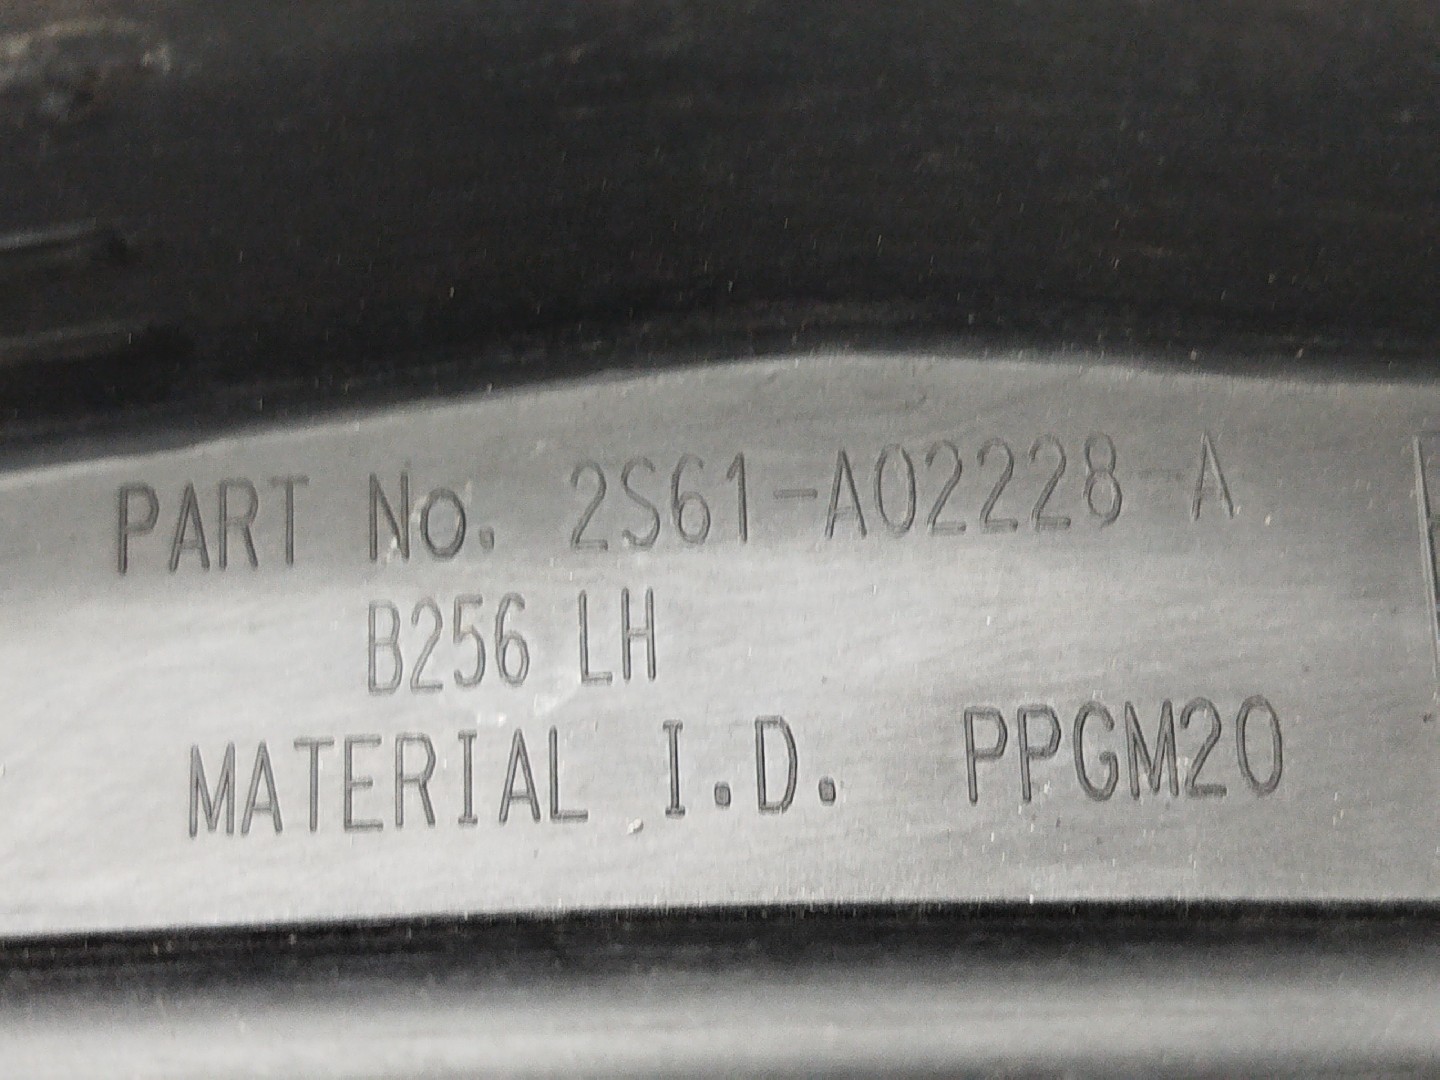 PART No. 2S61-A02228-A
B256 LH
MATERIAL I.D. PPGM20